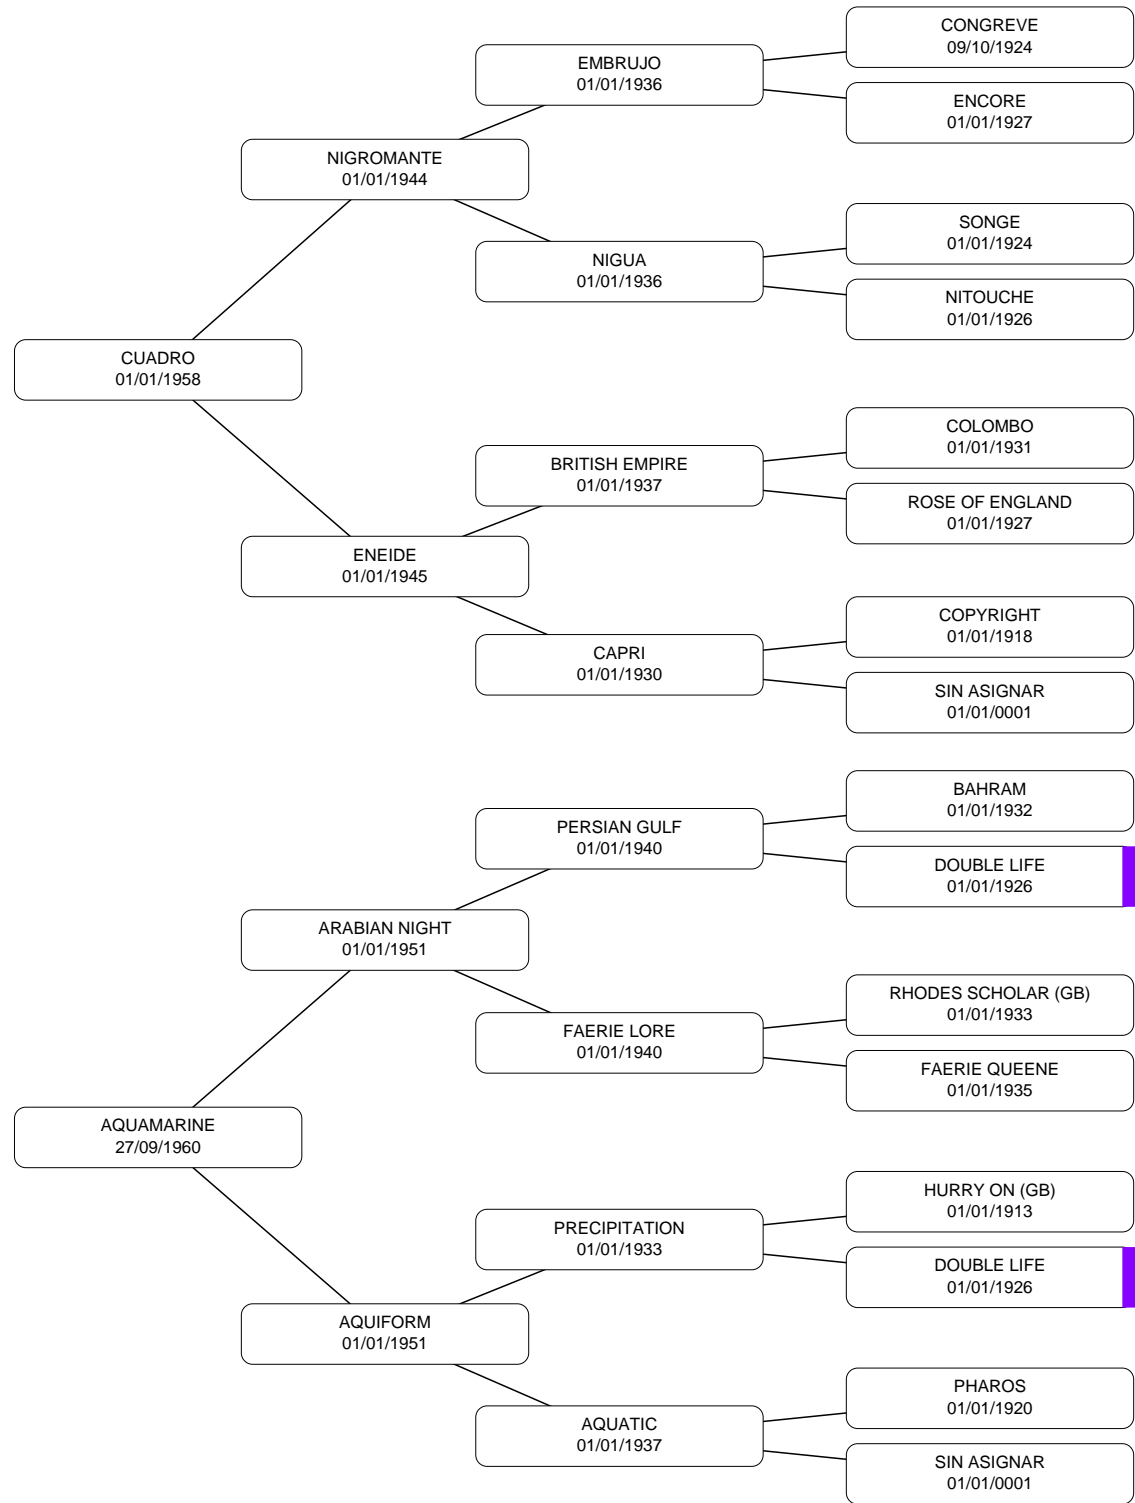 CONGREVE
09/10/1924
EMBRUJO
01/01/1936
ENCORE
01/01/1927
NIGROMANTE
01/01/1944
SONGE
01/01/1924
NIGUA
01/01/1936
NITOUCHE
01/01/1926
CUADRO
01/01/1958
COLOMBO
01/01/1931
BRITISH EMPIRE
01/01/1937
ROSE OF ENGLAND
01/01/1927
ENEIDE
01/01/1945
COPYRIGHT
01/01/1918
CAPRI
01/01/1930
SIN ASIGNAR
01/01/0001
BAHRAM
01/01/1932
PERSIAN GULF
01/01/1940
DOUBLE LIFE
01/01/1926
ARABIAN NIGHT
01/01/1951
RHODES SCHOLAR (GB)
01/01/1933
FAERIE LORE
01/01/1940
FAERIE QUEENE
01/01/1935
AQUAMARINE
27/09/1960
HURRY ON (GB)
01/01/1913
PRECIPITATION
01/01/1933
DOUBLE LIFE
01/01/1926
AQUIFORM
01/01/1951
PHAROS
01/01/1920
AQUATIC
01/01/1937
SIN ASIGNAR
01/01/0001